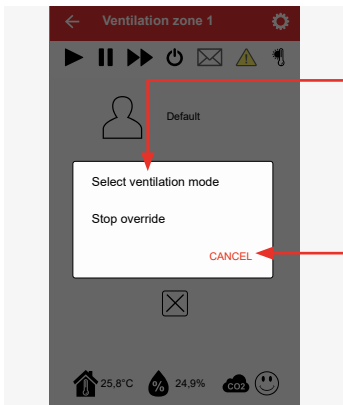 Ventilation zone 1
Default
Select ventilation mode
Stop override
CANCEL
25,8°C % 24,9% CO2